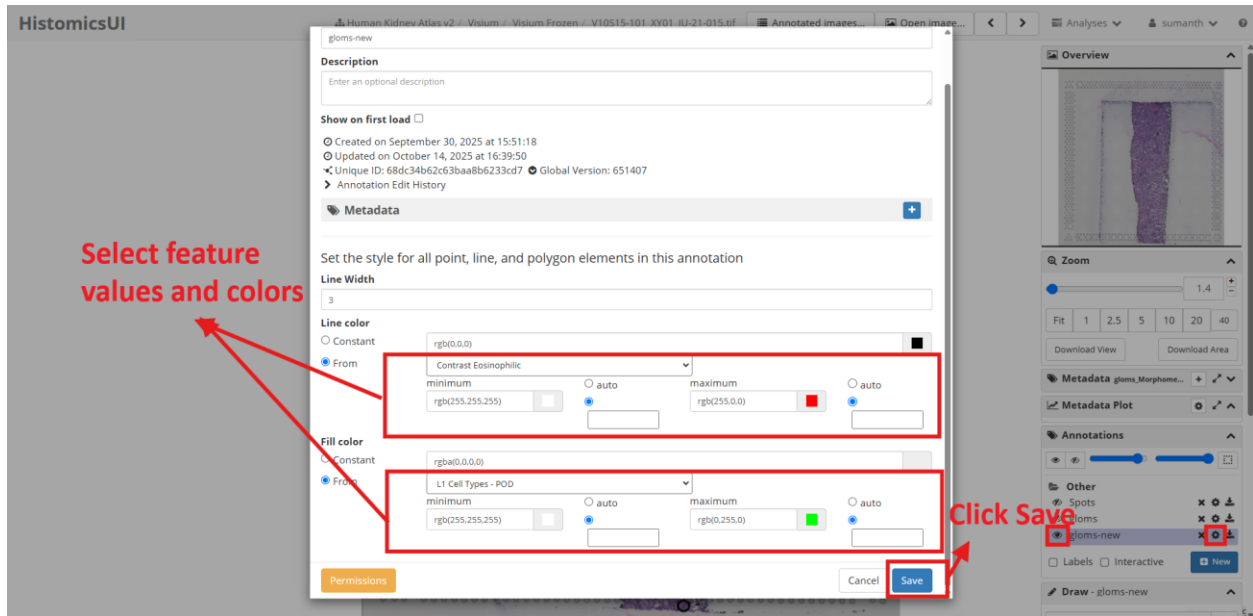 HistomicsUI
Human Kidney Atlas v2 / Visium / Visium Frozen / V10S15-101_XY01_IU-21-015.tif
Annotated images...
Open image...
Analyses
sumanth
gloms-new
Description
Enter an optional description
Show on first load
Created on September 30, 2025 at 15:51:18
Updated on October 14, 2025 at 16:39:50
Unique ID: 68dc34b62c63baa8b6233cd7 Global Version: 651407
Annotation Edit History
Metadata
Set the style for all point, line, and polygon elements in this annotation
Line Width
3
Line color
Constant
rgb(0,0,0)
From
Contrast Eosinophilic
minimum
auto
maximum
auto
rgb(255,255,255)
rgb(255,0,0)
Fill color
Constant
rgba(0,0,0,0)
From
L1 Cell Types - POD
minimum
auto
maximum
auto
rgb(255,255,255)
rgb(0,255,0)
Permissions
Cancel
Save
Select feature
values and colors
Click Save
Overview
Zoom
1.4
Fit 1 2.5 5 10 20 40
Download View
Download Area
Metadata gloms_Morphome...
Metadata Plot
Annotations
Other
Spots
gloms
gloms-new
Labels
Interactive
New
Draw - gloms-new